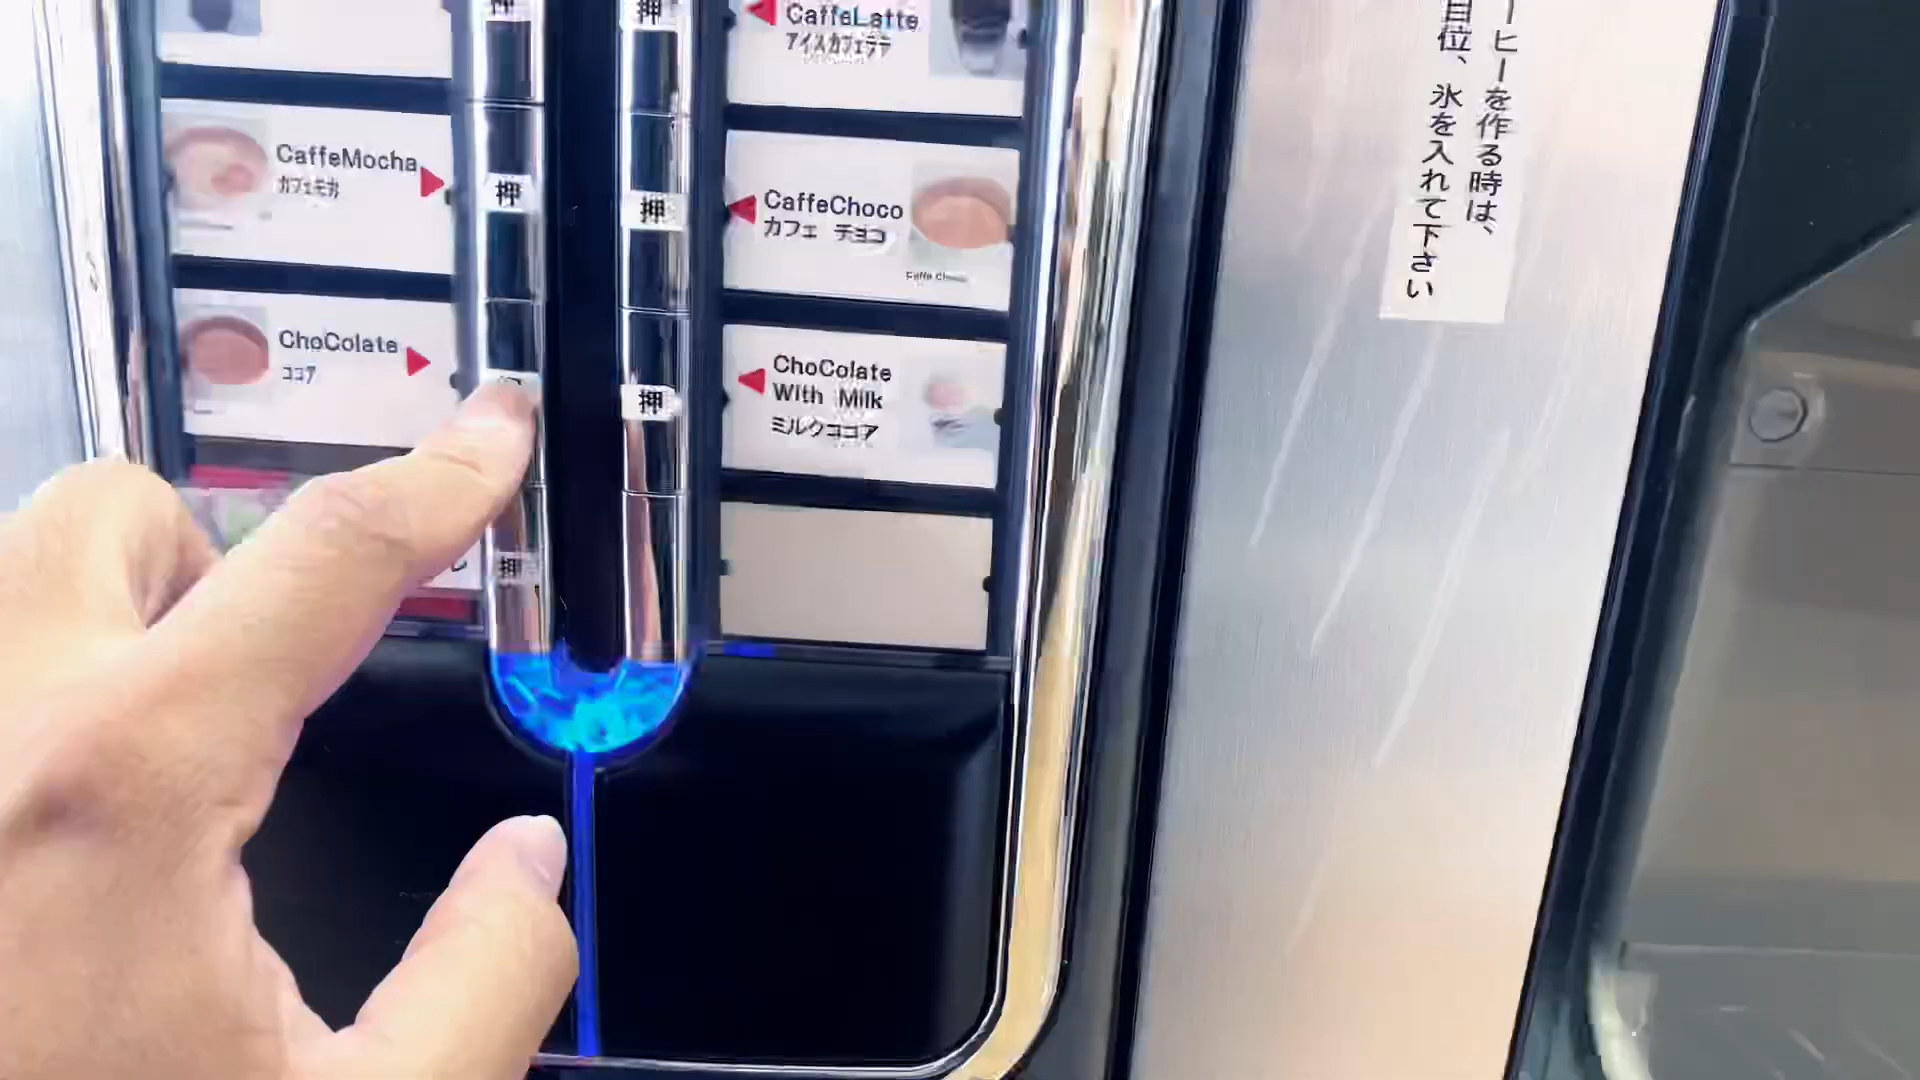 押
押
CaffeLatte
アイスカフェラテ
CaffeMocha
カフェモカ
押
押
CaffeChoco
カフェ チョコ
Caffe Choco
ChoColate
ココア
ChoColate
With Milk
ミルクココア
押
押
ーヒーを作る時は、
目位、氷を入れて下さい